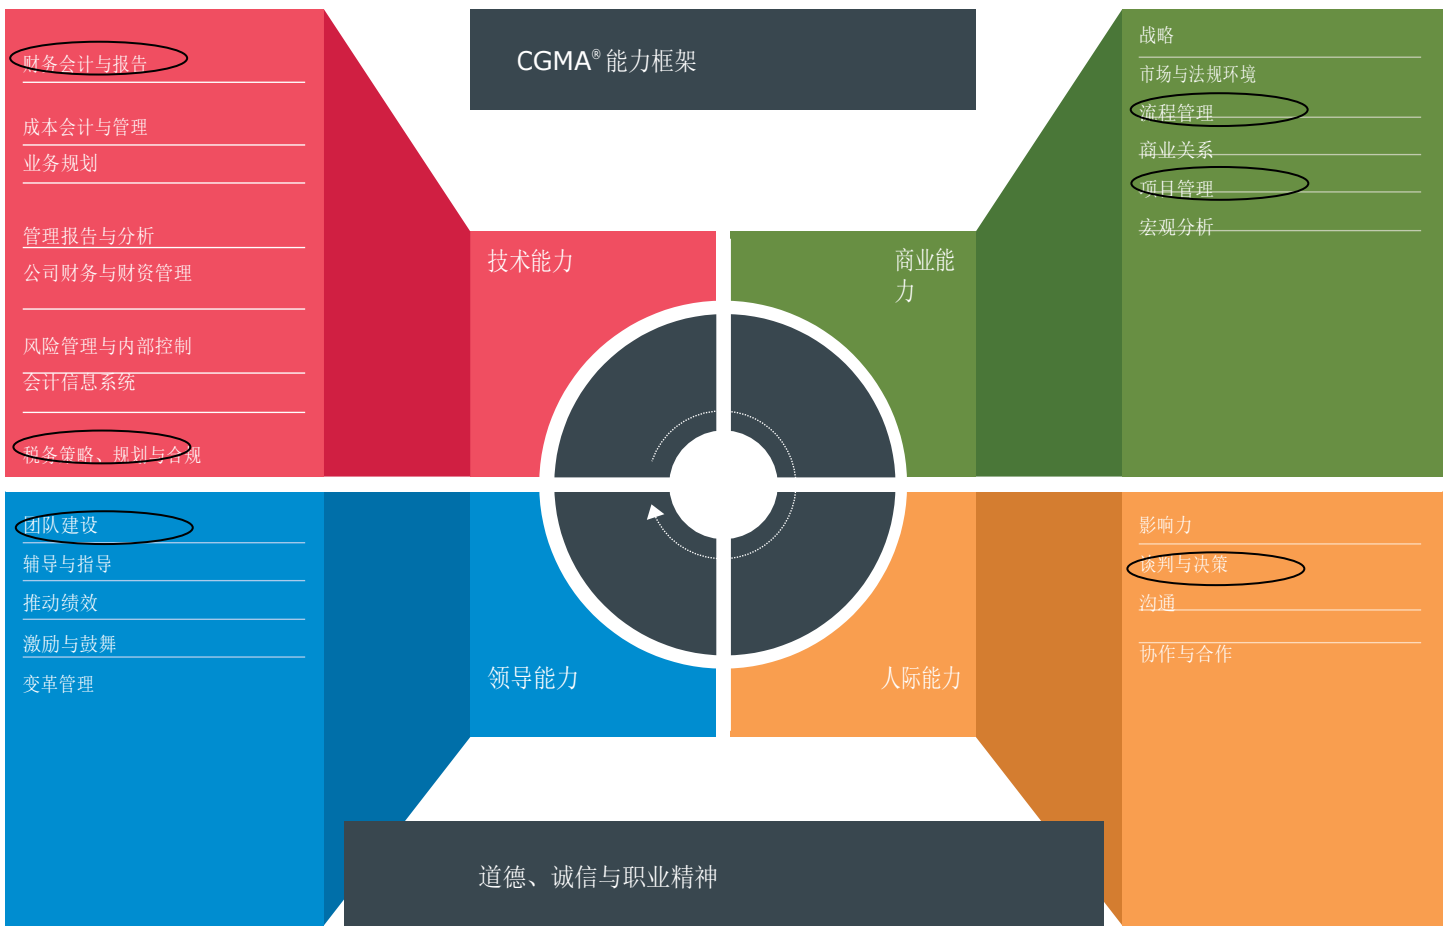 CGMA® 能力框架
财务会计与报告
成本会计与管理
业务规划
管理报告与分析
公司财务与财资管理
风险管理与内部控制
会计信息系统
税务策略、规划与合规
技术能力
战略
市场与法规环境
流程管理
商业关系
项目管理
宏观分析
商业能
力
团队建设
辅导与指导
推动绩效
激励与鼓舞
变革管理
领导能力
影响力
谈判与决策
沟通
协作与合作
人际能力
道德、诚信与职业精神